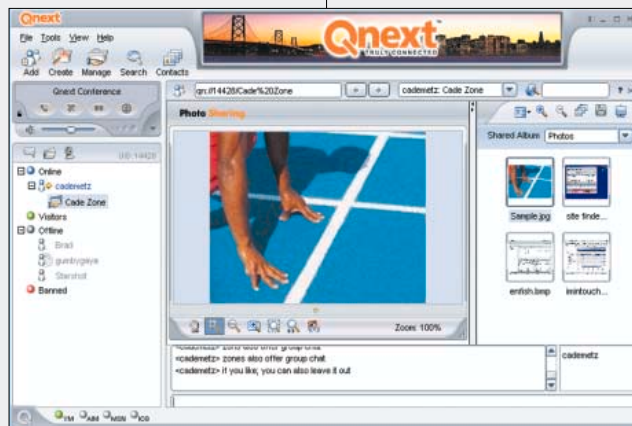 Qnext
File Tools View Help
Add Create Manage Search Contacts
Qnext
TRULY CONNECTED
Qnext Conference
qn://14428/Cade%20Zone
cademetz: Cade Zone
Photo Sharing
Shared Album Photos
UID: 14428
Online
cademetz
Cade Zone
Visitors
Offline
Brad
gumbygaye
Starshot
Banned
Sample.jpg
site finde...
enfish.bmp
imintouch...
Zoom: 100%
<cademetz> zones also offer group chat
<cademetz> if you like, you can also leave it out
cademetz
YM AIM MSN ICQ